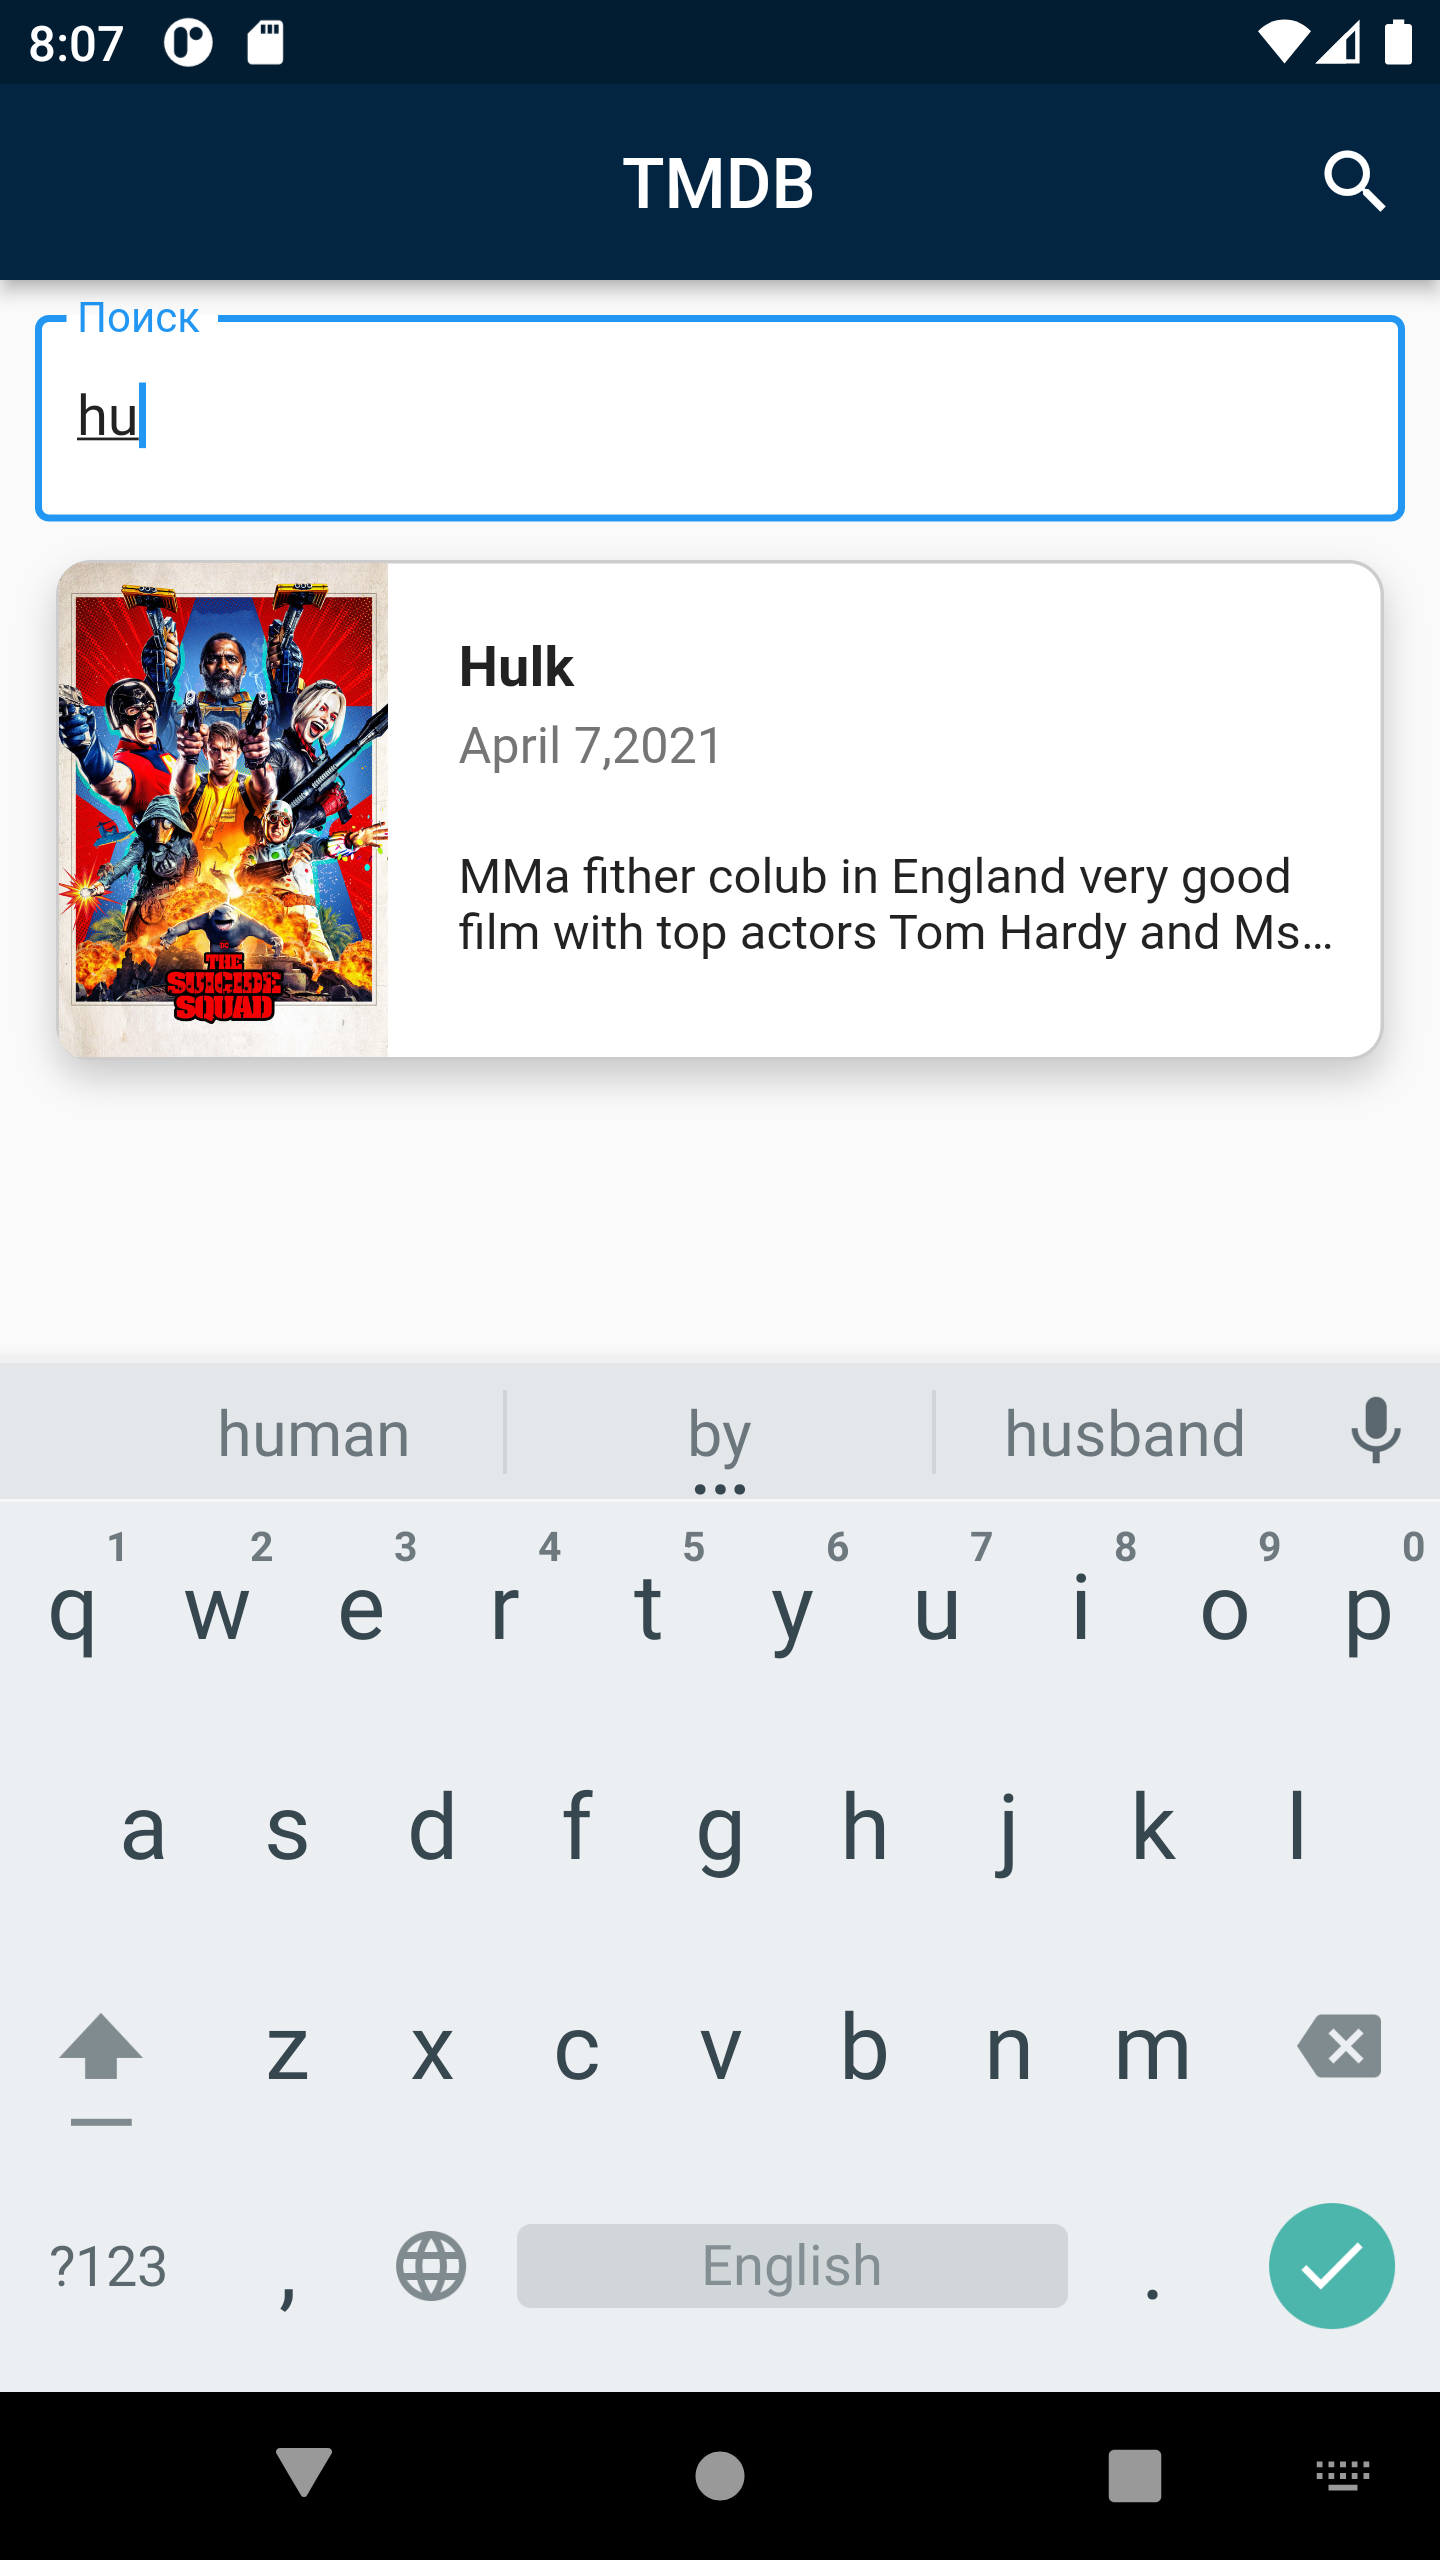 8:07
TMDB
Поиск
hu
Hulk
April 7,2021
MMa fither colub in England very good
film with top actors Tom Hardy and Ms...
THE
SUICIDE
SQUAD
human by husband
1 2 3 4 5 6 7 8 9 0
q w e r t y u i o p
a s d f g h j k l
z x c v b n m
?123 , English .